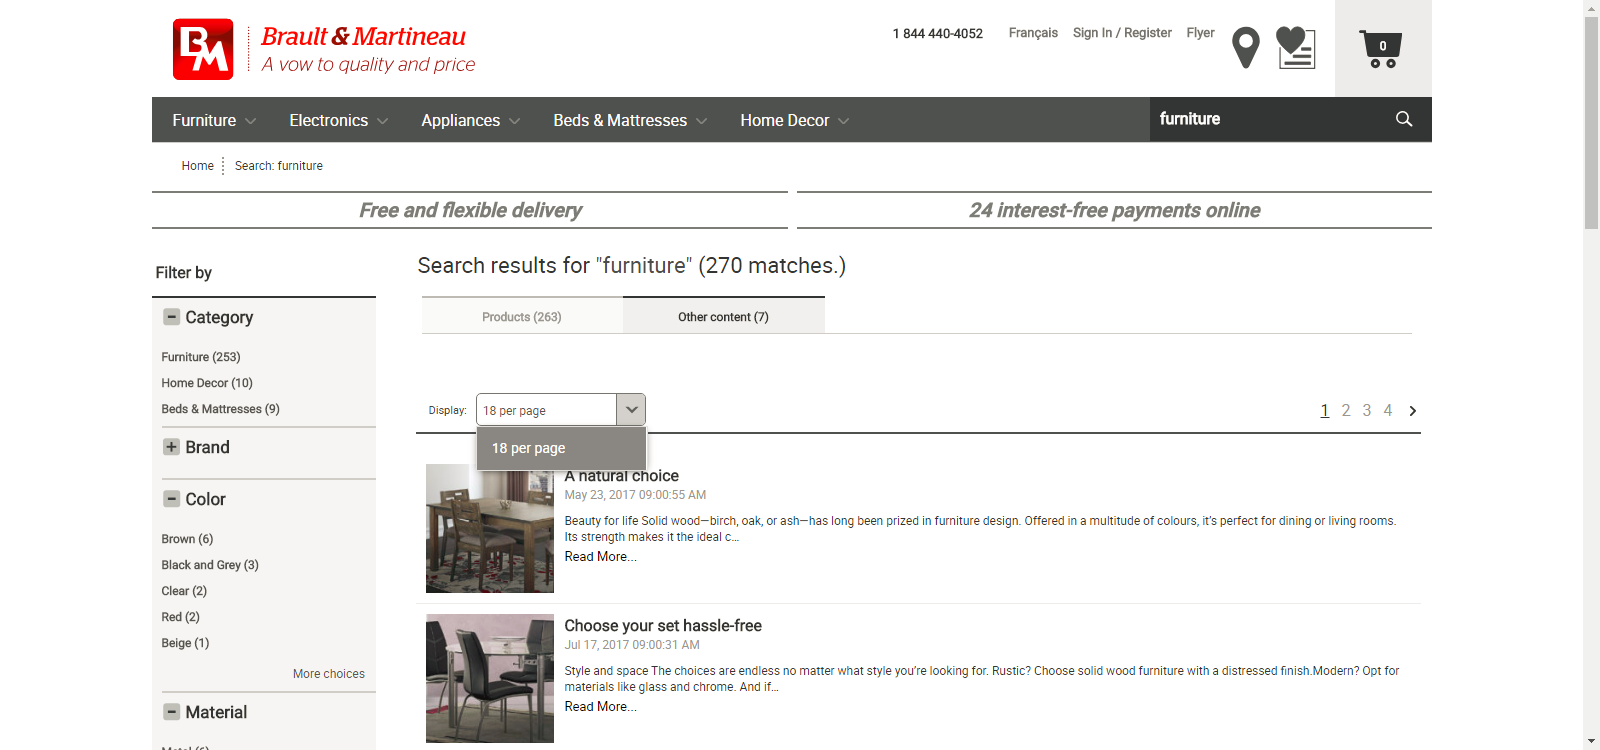 BM
Brault & Martineau
A vow to quality and price
1 844 440-4052
Français
Sign In / Register
Flyer
0
Furniture
Electronics
Appliances
Beds & Mattresses
Home Decor
furniture
Home
Search: furniture
Free and flexible delivery
24 interest-free payments online
Filter by
Category
Furniture (253)
Home Decor (10)
Beds & Mattresses (9)
Brand
Color
Brown (6)
Black and Grey (3)
Clear (2)
Red (2)
Beige (1)
More choices
Material
Metal (6)
Search results for "furniture" (270 matches.)
Products (263)
Other content (7)
Display:
18 per page
1 2 3 4
18 per page
A natural choice
May 23, 2017 09:00:55 AM
Beauty for life Solid wood—birch, oak, or ash—has long been prized in furniture design. Offered in a multitude of colours, it's perfect for dining or living rooms.
Its strength makes it the ideal c...
Read More...
Choose your set hassle-free
Jul 17, 2017 09:00:31 AM
Style and space The choices are endless no matter what style you're looking for. Rustic? Choose solid wood furniture with a distressed finish.Modern? Opt for
materials like glass and chrome. And if...
Read More...